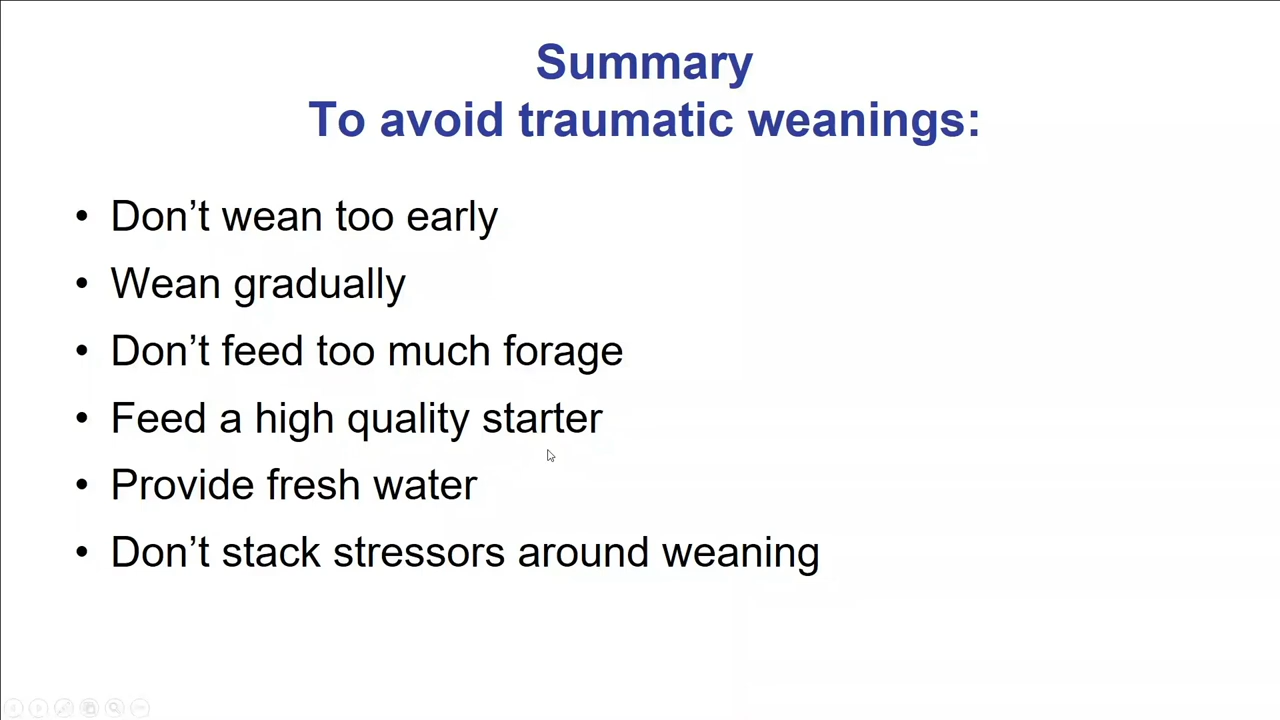 Summary
To avoid traumatic weanings:
• Don’t wean too early
• Wean gradually
• Don’t feed too much forage
• Feed a high quality starter
• Provide fresh water
• Don’t stack stressors around weaning